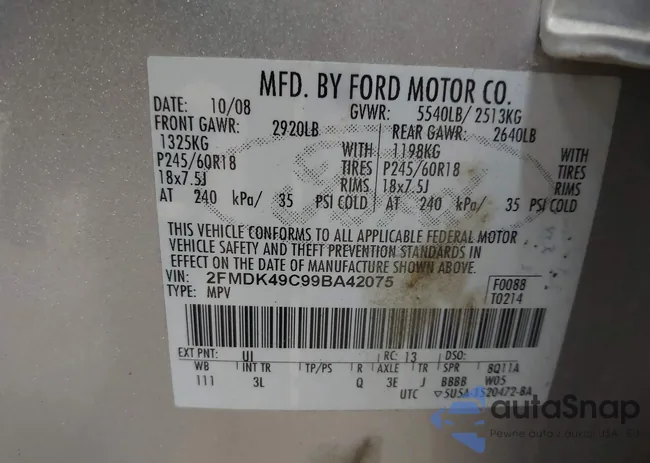 MFD. BY FORD MOTOR CO.
DATE: 10/08 GVWR: 5540LB/ 2513KG
FRONT GAWR: 2920LB REAR GAWR: 2640LB
1325KG WITH 1198KG WITH
P245/60R18 TIRES P245/60R18 TIRES
18x7.5J RIMS 18x7.5J RIMS
AT 240 kPa/ 35 PSI COLD AT 240 kPa/ 35 PSI COLD
THIS VEHICLE CONFORMS TO ALL APPLICABLE FEDERAL MOTOR
VEHICLE SAFETY AND THEFT PREVENTION STANDARDS IN
EFFECT ON THE DATE OF MANUFACTURE SHOWN ABOVE.
VIN: 2FMDK49C99BA42075 F0088
TYPE: MPV T0214
EXT PNT: UI RC: 13 DSO:
WB INT TR TP/PS R AXLE TR SPR 8Q11A
111 3L Q 3E J BBBB W05
UTC ▽5U5A-1520472-BA
autoSnap